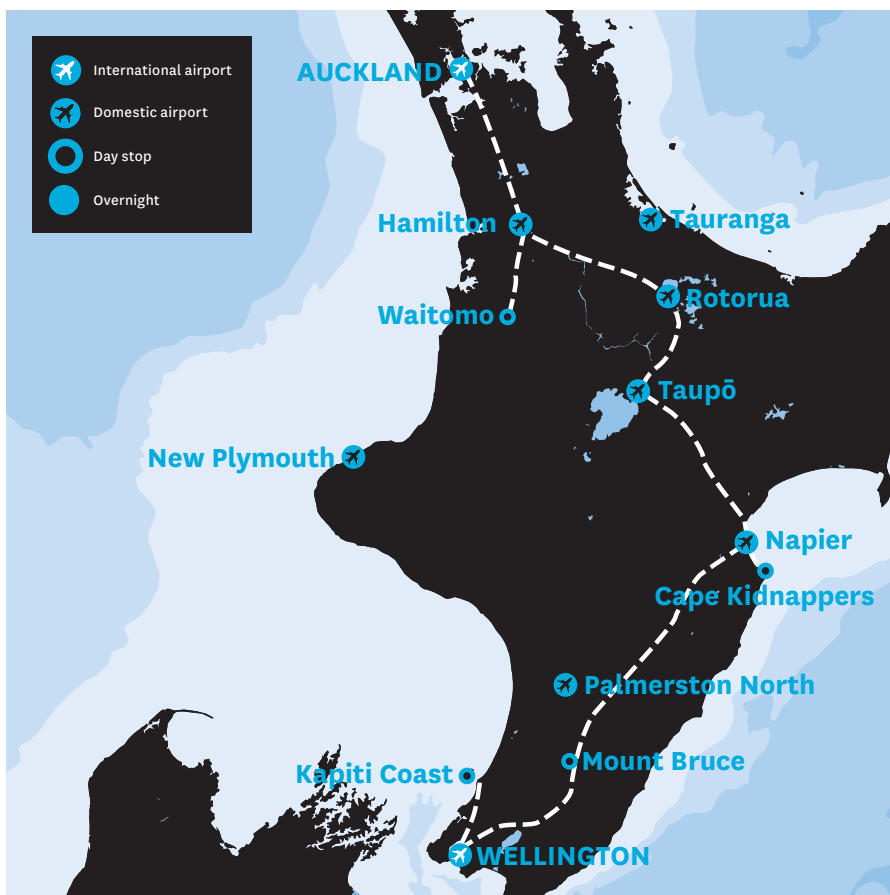 International airport
Domestic airport
Day stop
Overnight
AUCKLAND
Hamilton
Tauranga
Rotorua
Waitomo
Taupō
New Plymouth
Napier
Cape Kidnappers
Palmerston North
Mount Bruce
Kapiti Coast
WELLINGTON